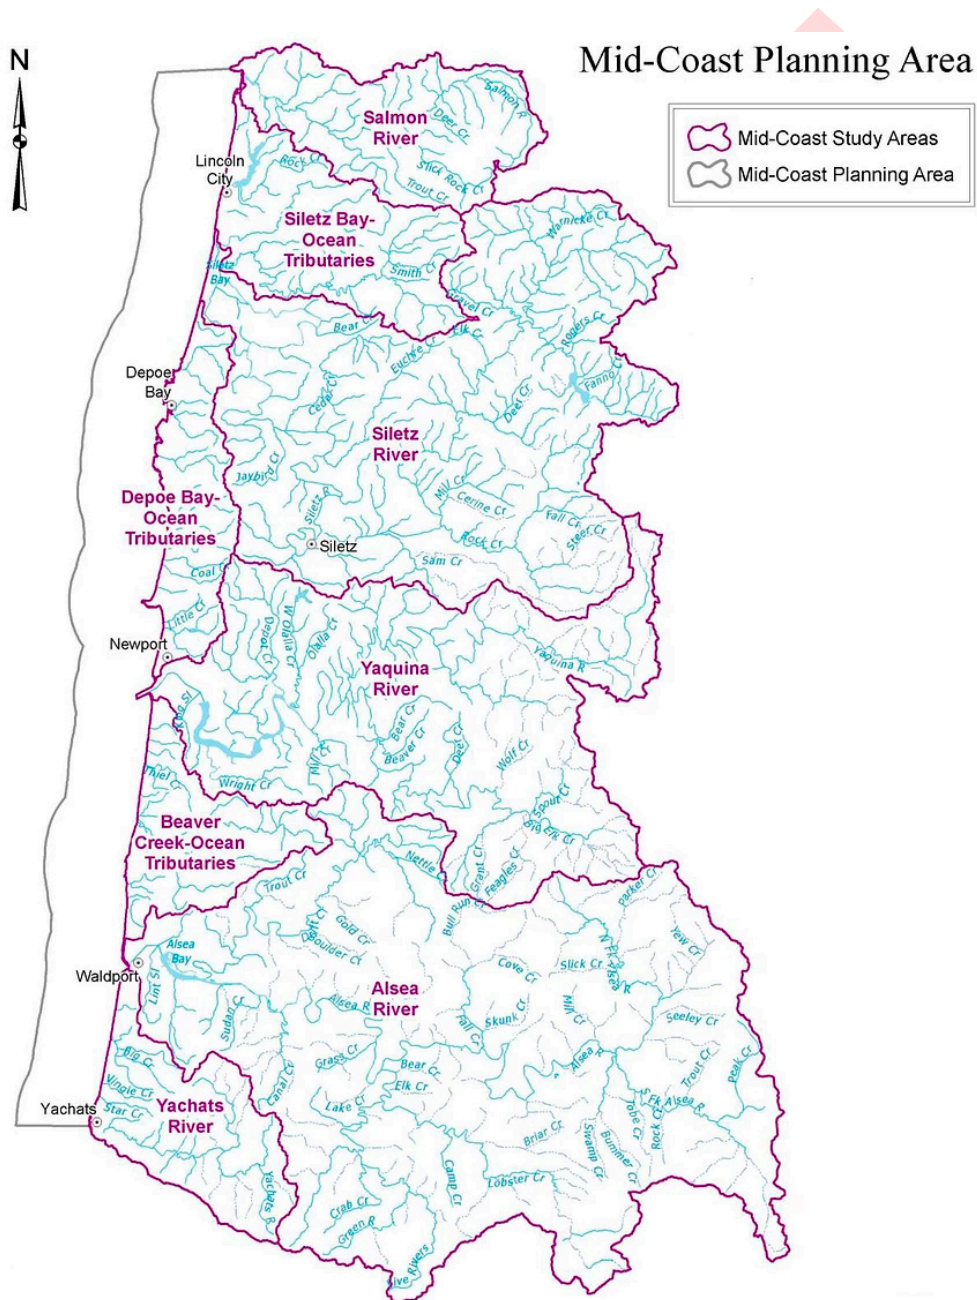 Mid-Coast Planning Area
N
Mid-Coast Study Areas
Mid-Coast Planning Area
Salmon
River
Salmon R
Deer Cr
Lincoln
City
Rock Cr
Slick Rock Cr
Trout Cr
Siletz Bay-
Ocean
Tributaries
Warnicke Cr
Siletz
Bay
Smith Cr
Gravel Cr
Bear Cr
Elk Cr
Rogers Cr
Euchre Cr
Depoe
Bay
Cedar Cr
Deer Cr
Fanno Cr
Siletz
River
Jaybird Cr
Mill Cr
Cerine Cr
Siletz R
Depoe Bay-
Ocean
Tributaries
Fall Cr
Steer Cr
Rock Cr
Siletz
Sam Cr
Coal Cr
Little Cr
Newport
Depot Cr
W Olalla Cr
Olalla Cr
Yaquina
River
Yaquina R
King Sl
Bear Cr
Beaver Cr
Deer Cr
Wolf Cr
Mill Cr
Thiel Cr
Wright Cr
Spout Cr
Big Elk Cr
Beaver
Creek-Ocean
Tributaries
Nettle Cr
Grant Cr
Feagles Cr
Trout Cr
Parker Cr
Bull Run Cr
Gold Cr
Boulder Cr
Yew Cr
Alsea
Bay
N Fk Alsea R
Waldport
Lint Sl
Cove Cr
Slick Cr
Alsea
River
Alsea R
Sudan Cr
Fall Cr
Skunk Cr
Mill Cr
Seeley Cr
Big Cr
Grass Cr
Bear Cr
Elk Cr
Alsea R
Trout Cr
Peak Cr
Vingie Cr
Canal Cr
Yachats
Star Cr
Yachats
River
Lake Cr
S Fk Alsea R
Tobe Cr
Rock Cr
Briar Cr
Swamp Cr
Bummer Cr
Yachats R
Camp Cr
Lobster Cr
Crab Cr
Green R
Five Rivers